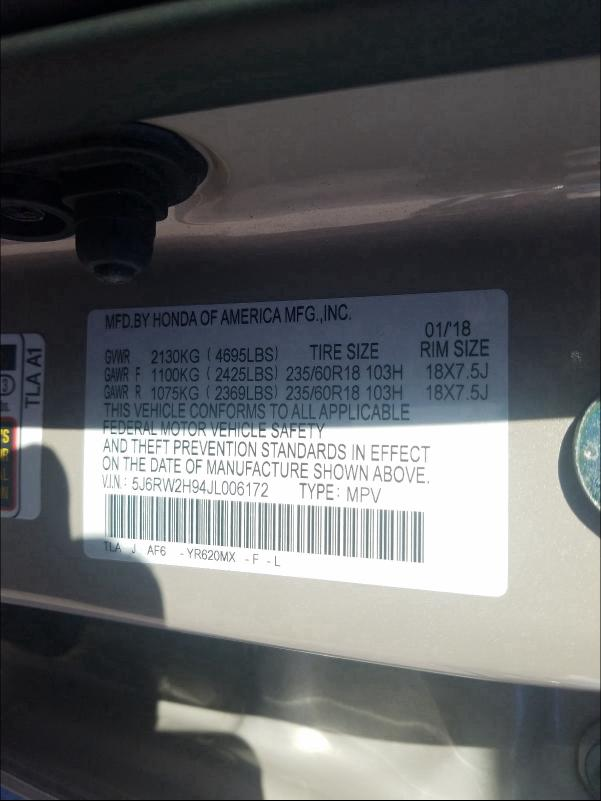 MFD.BY HONDA OF AMERICA MFG.,INC.
01/'18
GVWR 2130KG ( 4695LBS) TIRE SIZE RIM SIZE
GAWR F 1100KG ( 2425LBS) 235/60R18 103H 18X7.5J
GAWR R 1075KG ( 2369LBS) 235/60R18 103H 18X7.5J
THIS VEHICLE CONFORMS TO ALL APPLICABLE
FEDERAL MOTOR VEHICLE SAFETY
AND THEFT PREVENTION STANDARDS IN EFFECT
ON THE DATE OF MANUFACTURE SHOWN ABOVE.
V.I.N: 5J6RW2H94JL006172 TYPE: MPV
TLA J AF6 -YR620MX -F -L
TLA A1